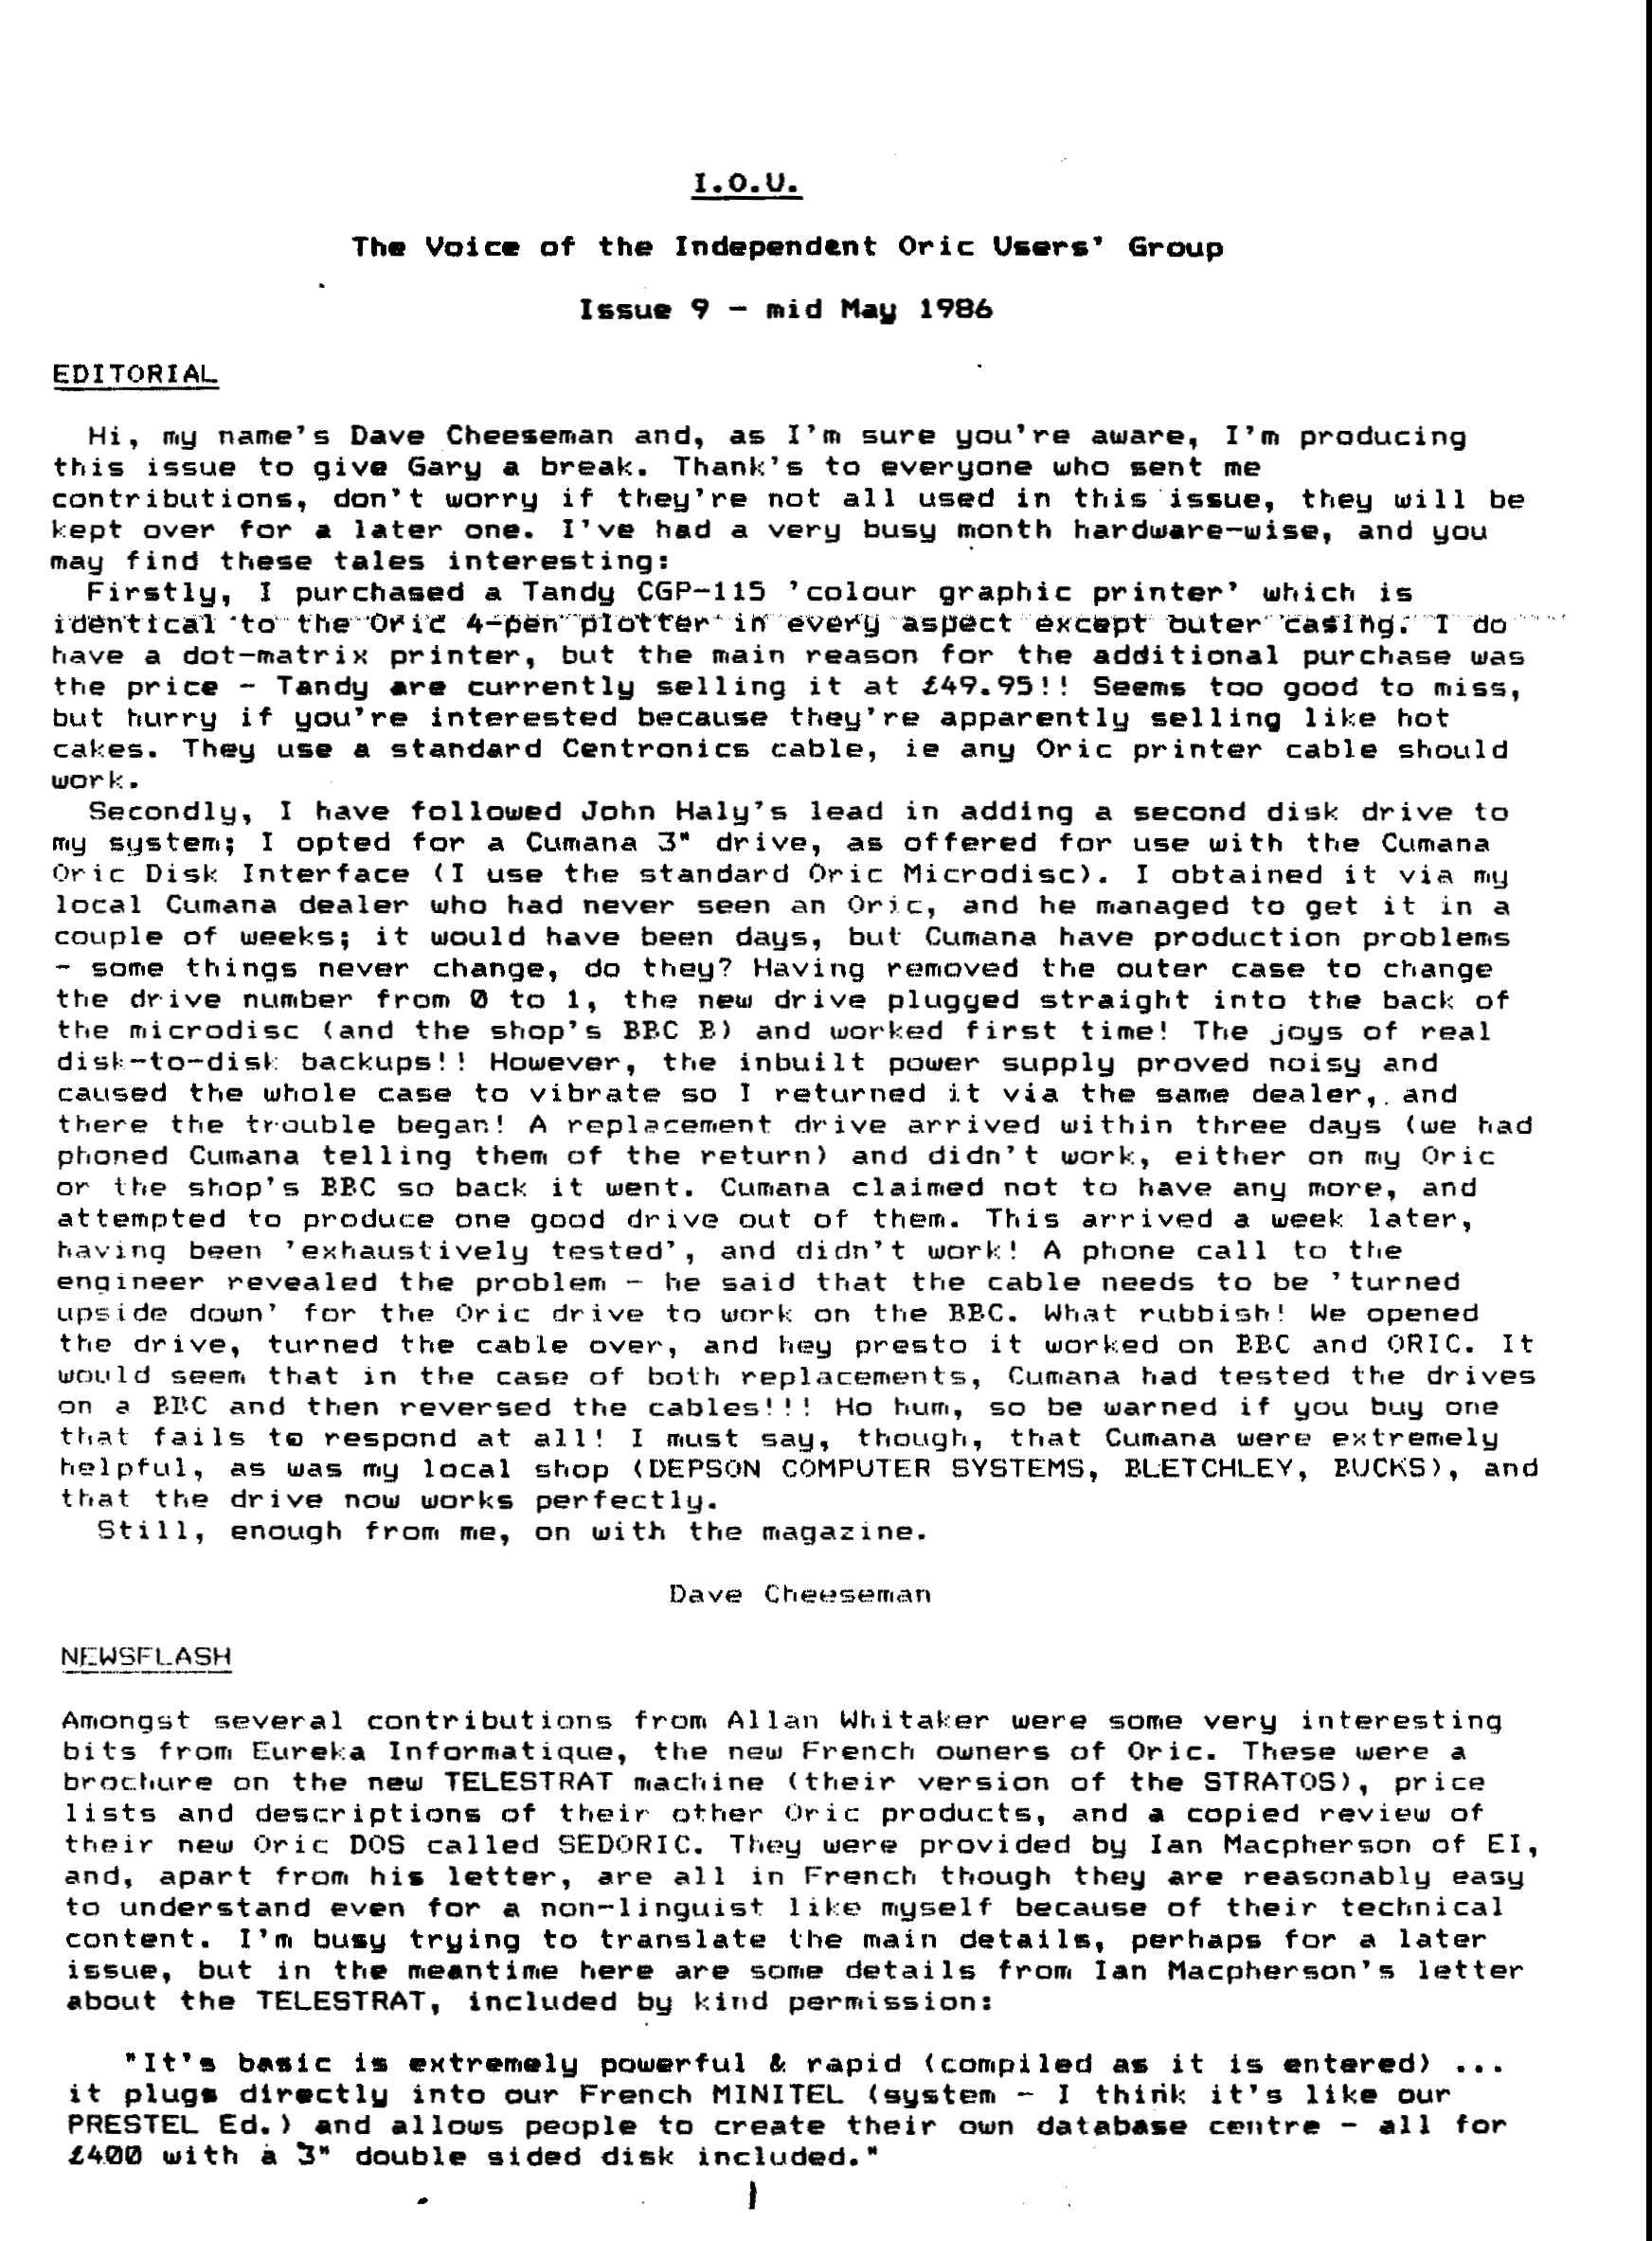 I.O.U.
The Voice of the Independent Oric Users' Group
Issue 9 - mid May 1986
EDITORIAL
Hi, my name's Dave Cheeseman and, as I'm sure you're aware, I'm producing
this issue to give Gary a break. Thank's to everyone who sent me
contributions, don't worry if they're not all used in this issue, they will be
kept over for a later one. I've had a very busy month hardware-wise, and you
may find these tales interesting:
Firstly, I purchased a Tandy CGP-115 'colour graphic printer' which is
identical to the Oric 4-pen plotter in every aspect except outer casing. I do
have a dot-matrix printer, but the main reason for the additional purchase was
the price - Tandy are currently selling it at £49.95!! Seems too good to miss,
but hurry if you're interested because they're apparently selling like hot
cakes. They use a standard Centronics cable, ie any Oric printer cable should
work.
Secondly, I have followed John Haly's lead in adding a second disk drive to
my system; I opted for a Cumana 3" drive, as offered for use with the Cumana
Oric Disk Interface (I use the standard Oric Microdisc). I obtained it via my
local Cumana dealer who had never seen an Oric, and he managed to get it in a
couple of weeks; it would have been days, but Cumana have production problems
- some things never change, do they? Having removed the outer case to change
the drive number from 0 to 1, the new drive plugged straight into the back of
the microdisc (and the shop's BBC B) and worked first time! The joys of real
disk-to-disk backups!! However, the inbuilt power supply proved noisy and
caused the whole case to vibrate so I returned it via the same dealer, and
there the trouble began! A replacement drive arrived within three days (we had
phoned Cumana telling them of the return) and didn't work, either on my Oric
or the shop's BBC so back it went. Cumana claimed not to have any more, and
attempted to produce one good drive out of them. This arrived a week later,
having been 'exhaustively tested', and didn't work! A phone call to the
engineer revealed the problem - he said that the cable needs to be 'turned
upside down' for the Oric drive to work on the BBC. What rubbish! We opened
the drive, turned the cable over, and hey presto it worked on BBC and ORIC. It
would seem that in the case of both replacements, Cumana had tested the drives
on a BBC and then reversed the cables!!! Ho hum, so be warned if you buy one
that fails to respond at all! I must say, though, that Cumana were extremely
helpful, as was my local shop (DEPSON COMPUTER SYSTEMS, BLETCHLEY, BUCKS), and
that the drive now works perfectly.
Still, enough from me, on with the magazine.
Dave Cheeseman
NEWSFLASH
Amongst several contributions from Allan Whitaker were some very interesting
bits from Eureka Informatique, the new French owners of Oric. These were a
brochure on the new TELESTRAT machine (their version of the STRATOS), price
lists and descriptions of their other Oric products, and a copied review of
their new Oric DOS called SEDORIC. They were provided by Ian Macpherson of EI,
and, apart from his letter, are all in French though they are reasonably easy
to understand even for a non-linguist like myself because of their technical
content. I'm busy trying to translate the main details, perhaps for a later
issue, but in the meantime here are some details from Ian Macpherson's letter
about the TELESTRAT, included by kind permission:
"It's basic is extremely powerful & rapid (compiled as it is entered) ...
it plugs directly into our French MINITEL (system - I think it's like our
PRESTEL Ed.) and allows people to create their own database centre - all for
£400 with a 3" double sided disk included."
1